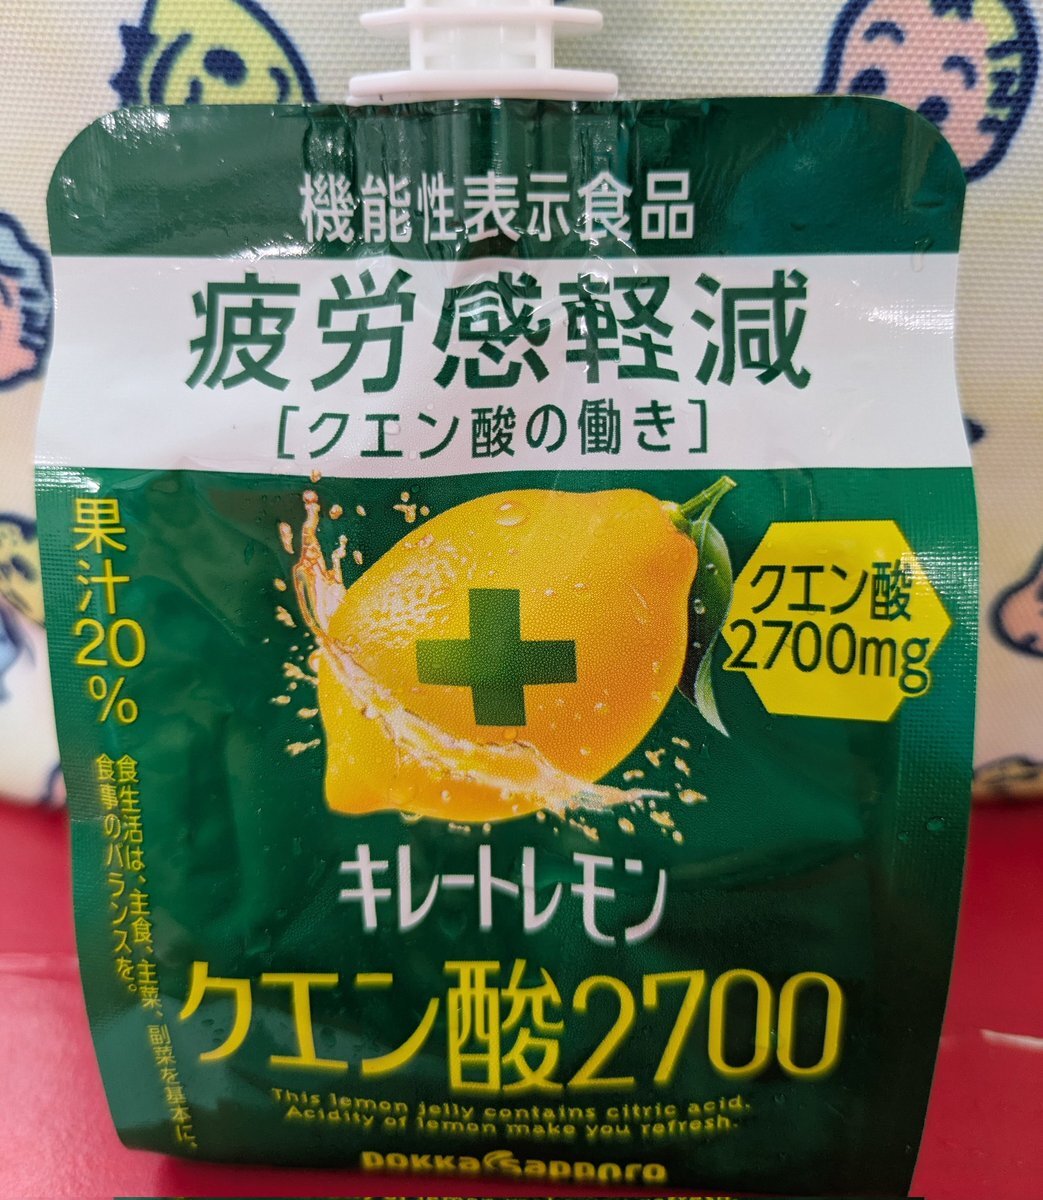 機能性表示食品
疲労感軽減
[クエン酸の働き]
果汁20%
クエン酸
2700mg
食生活は、主食、主菜、副菜を基本に、
食事のバランスを。
キレートレモン
クエン酸2700
This lemon jelly contains citric acid.
Acidity of lemon make you refresh.
POKKA SAPPORO